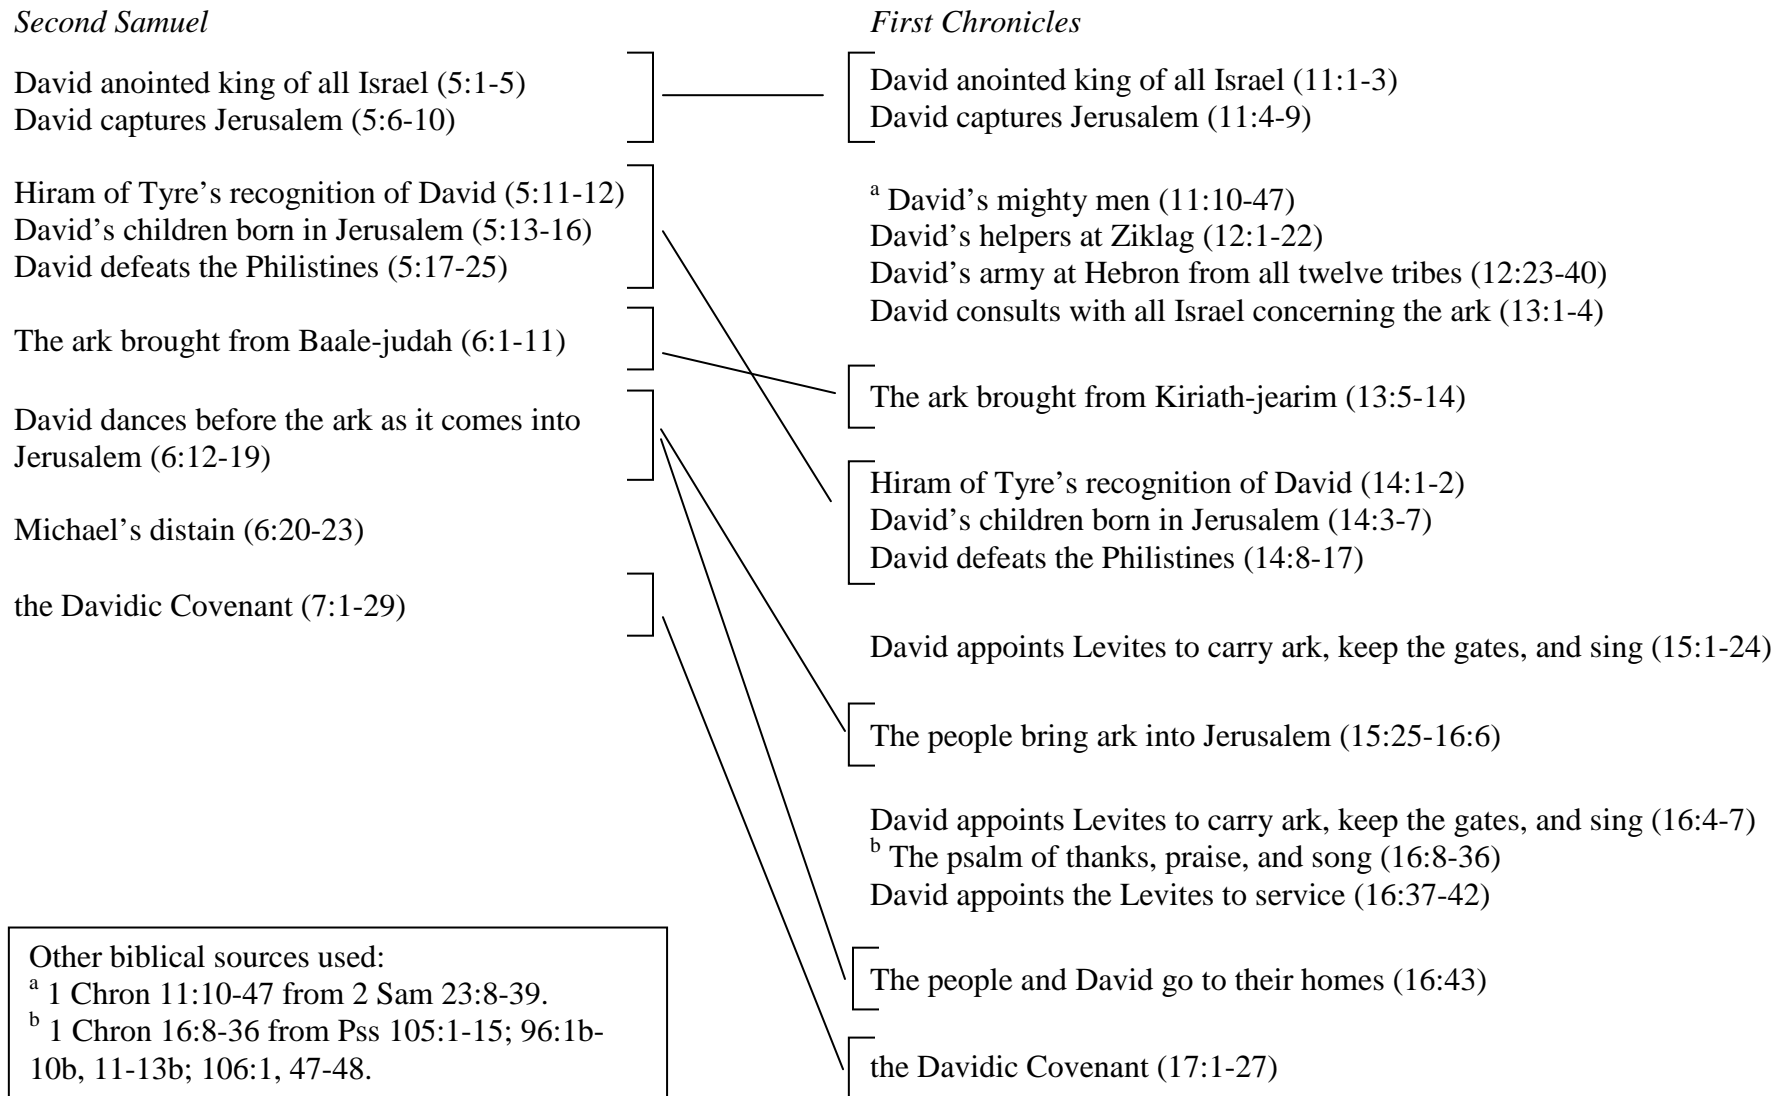 Second Samuel
David anointed king of all Israel (5:1-5)
David captures Jerusalem (5:6-10)
Hiram of Tyre’s recognition of David (5:11-12)
David’s children born in Jerusalem (5:13-16)
David defeats the Philistines (5:17-25)
The ark brought from Baale-judah (6:1-11)
David dances before the ark as it comes into
Jerusalem (6:12-19)
Michael’s distain (6:20-23)
the Davidic Covenant (7:1-29)
Other biblical sources used:
a 1 Chron 11:10-47 from 2 Sam 23:8-39.
b 1 Chron 16:8-36 from Pss 105:1-15; 96:1b-
10b, 11-13b; 106:1, 47-48.
First Chronicles
David anointed king of all Israel (11:1-3)
David captures Jerusalem (11:4-9)
a David’s mighty men (11:10-47)
David’s helpers at Ziklag (12:1-22)
David’s army at Hebron from all twelve tribes (12:23-40)
David consults with all Israel concerning the ark (13:1-4)
The ark brought from Kiriath-jearim (13:5-14)
Hiram of Tyre’s recognition of David (14:1-2)
David’s children born in Jerusalem (14:3-7)
David defeats the Philistines (14:8-17)
David appoints Levites to carry ark, keep the gates, and sing (15:1-24)
The people bring ark into Jerusalem (15:25-16:6)
David appoints Levites to carry ark, keep the gates, and sing (16:4-7)
b The psalm of thanks, praise, and song (16:8-36)
David appoints the Levites to service (16:37-42)
The people and David go to their homes (16:43)
the Davidic Covenant (17:1-27)